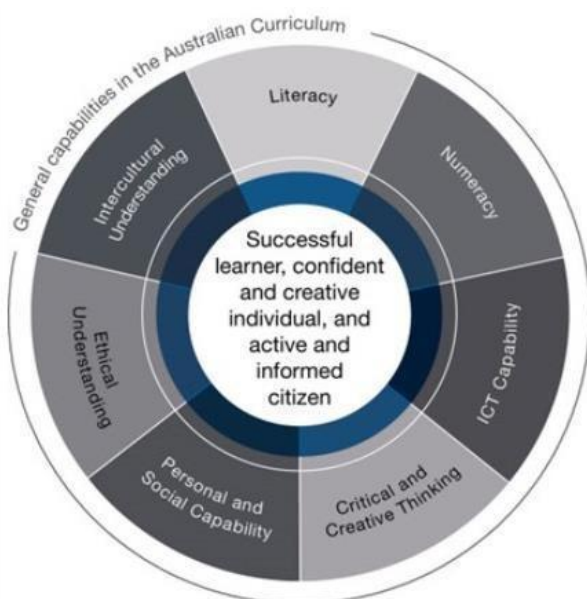 General capabilities in the Australian Curriculum
Literacy
Numeracy
ICT Capability
Critical and
Creative Thinking
Personal and
Social Capability
Ethical
Understanding
Intercultural
Understanding
Successful
learner, confident
and creative
individual, and
active and
informed
citizen